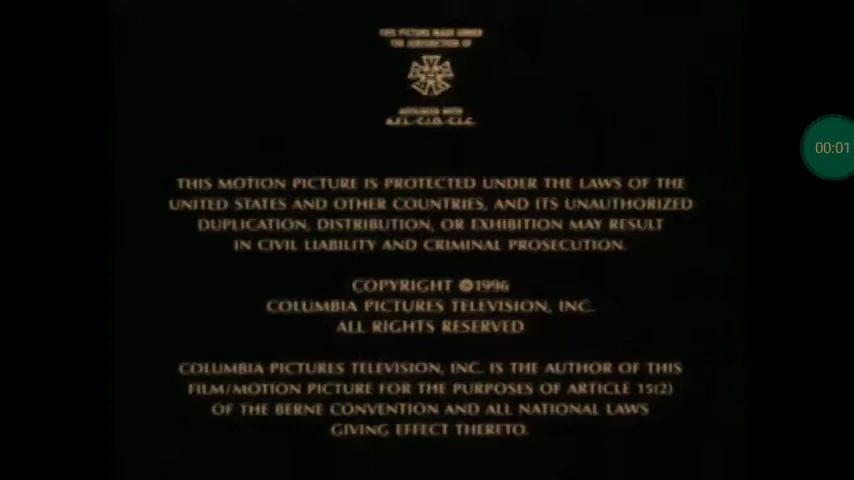 THIS PICTURE MADE UNDER
THE JURISDICTION OF
AFFILIATED WITH
A.F.L.-C.I.O.-C.L.C.
THIS MOTION PICTURE IS PROTECTED UNDER THE LAWS OF THE
UNITED STATES AND OTHER COUNTRIES, AND ITS UNAUTHORIZED
DUPLICATION, DISTRIBUTION, OR EXHIBITION MAY RESULT
IN CIVIL LIABILITY AND CRIMINAL PROSECUTION.
COPYRIGHT ©1996
COLUMBIA PICTURES TELEVISION, INC.
ALL RIGHTS RESERVED
COLUMBIA PICTURES TELEVISION, INC. IS THE AUTHOR OF THIS
FILM/MOTION PICTURE FOR THE PURPOSES OF ARTICLE 15(2)
OF THE BERNE CONVENTION AND ALL NATIONAL LAWS
GIVING EFFECT THERETO.
00:01